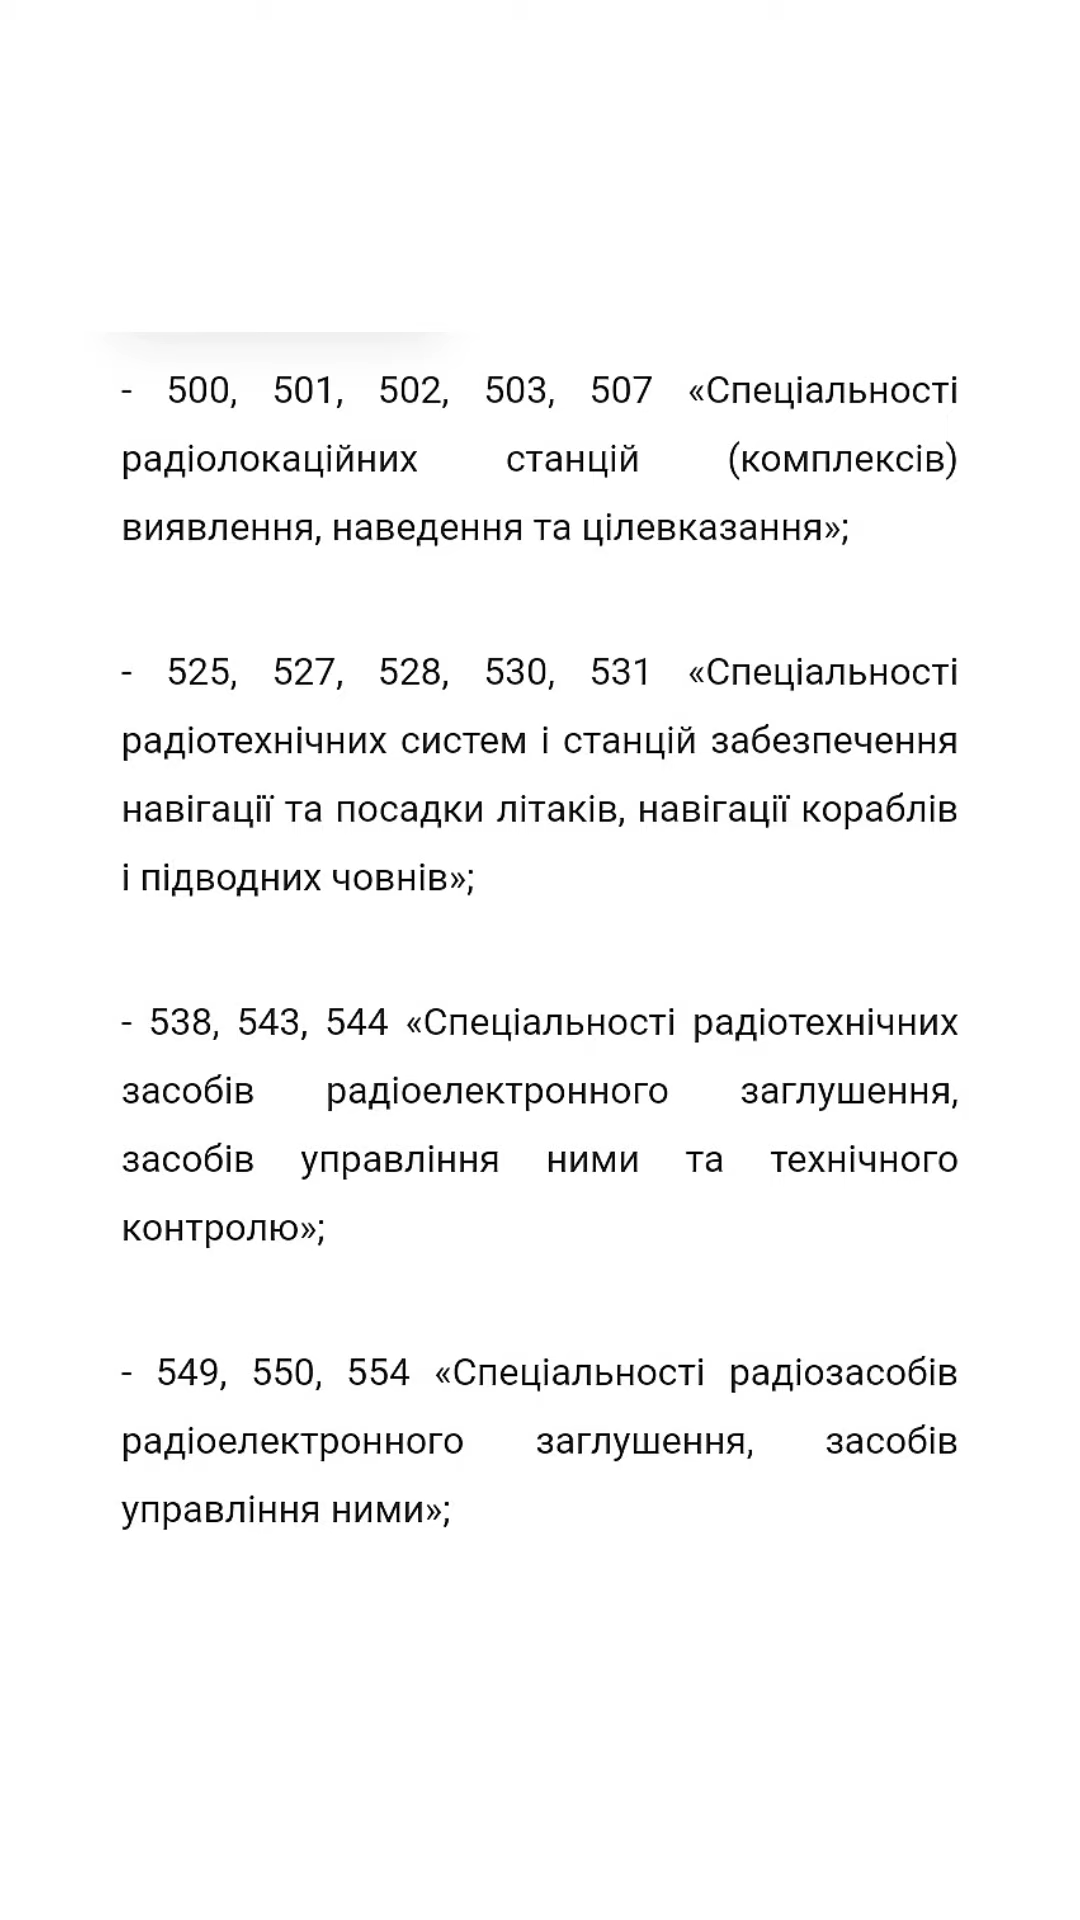 - 500, 501, 502, 503, 507 «Спеціальності
радіолокаційних станцій (комплексів)
виявлення, наведення та цілевказання»;
- 525, 527, 528, 530, 531 «Спеціальності
радіотехнічних систем і станцій забезпечення
навігації та посадки літаків, навігації кораблів
і підводних човнів»;
- 538, 543, 544 «Спеціальності радіотехнічних
засобів радіоелектронного заглушення,
засобів управління ними та технічного
контролю»;
- 549, 550, 554 «Спеціальності радіозасобів
радіоелектронного заглушення, засобів
управління ними»;